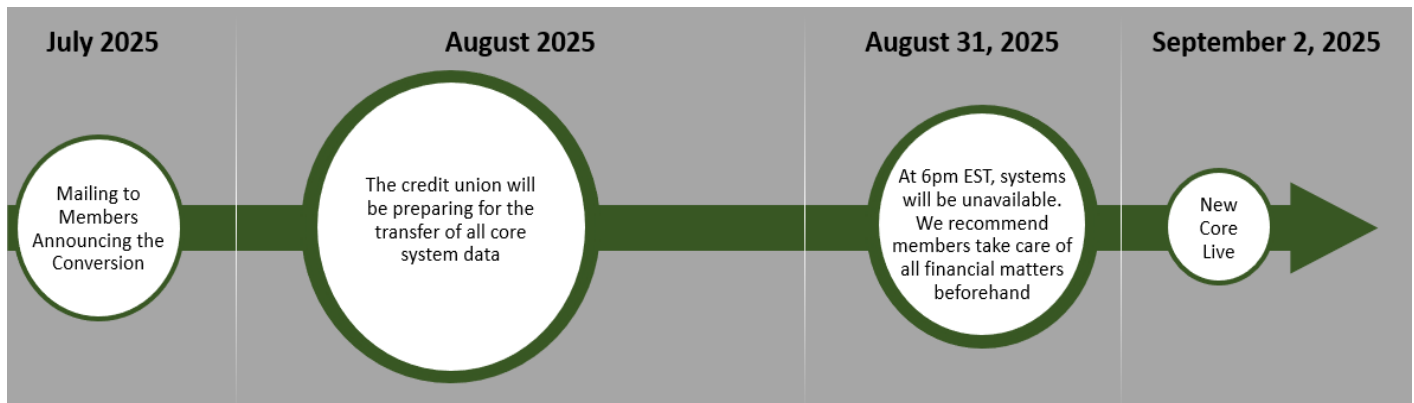 July 2025
August 2025
August 31, 2025
September 2, 2025
Mailing to
Members
Announcing the
Conversion
The credit union will
be preparing for the
transfer of all core
system data
At 6pm EST, systems
will be unavailable.
We recommend
members take care of
all financial matters
beforehand
New
Core
Live